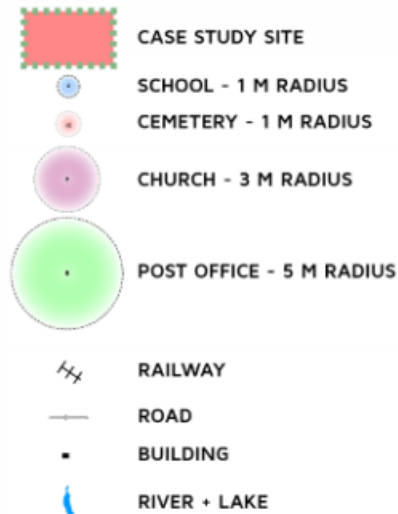 CASE STUDY SITE
SCHOOL - 1 M RADIUS
CEMETERY - 1 M RADIUS
CHURCH - 3 M RADIUS
POST OFFICE - 5 M RADIUS
RAILWAY
ROAD
BUILDING
RIVER + LAKE